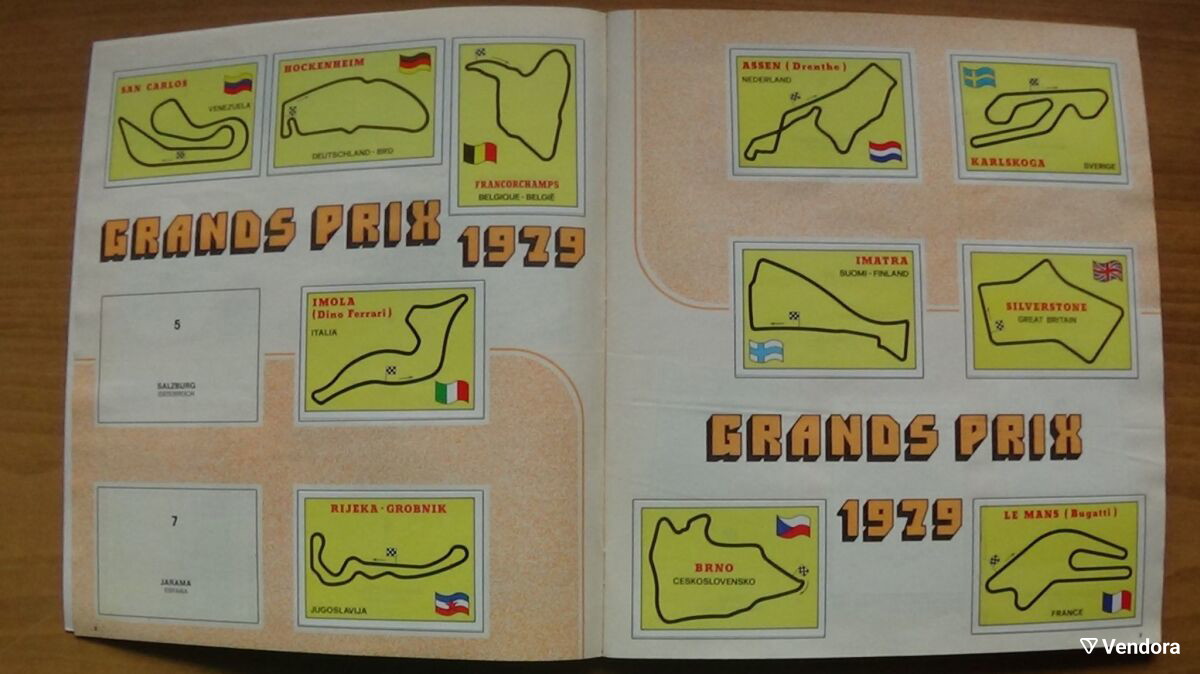 SAN CARLOS
VENEZUELA
HOCKENHEIM
DEUTSCHLAND - BRD
FRANCORCHAMPS
BELGIQUE - BELGIË
GRANDS PRIX
1979
5
SALZBURG
ÖSTERREICH
IMOLA
(Dino Ferrari)
ITALIA
7
JARAMA
ESPAÑA
RIJEKA - GROBNIK
JUGOSLAVIJA
ASSEN (Drenthe)
NEDERLAND
KARLSKOGA
SVERIGE
IMATRA
SUOMI - FINLAND
SILVERSTONE
GREAT BRITAIN
GRANDS PRIX
1979
BRNO
CESKOSLOVENSKO
LE MANS (Bugatti)
FRANCE
Vendora